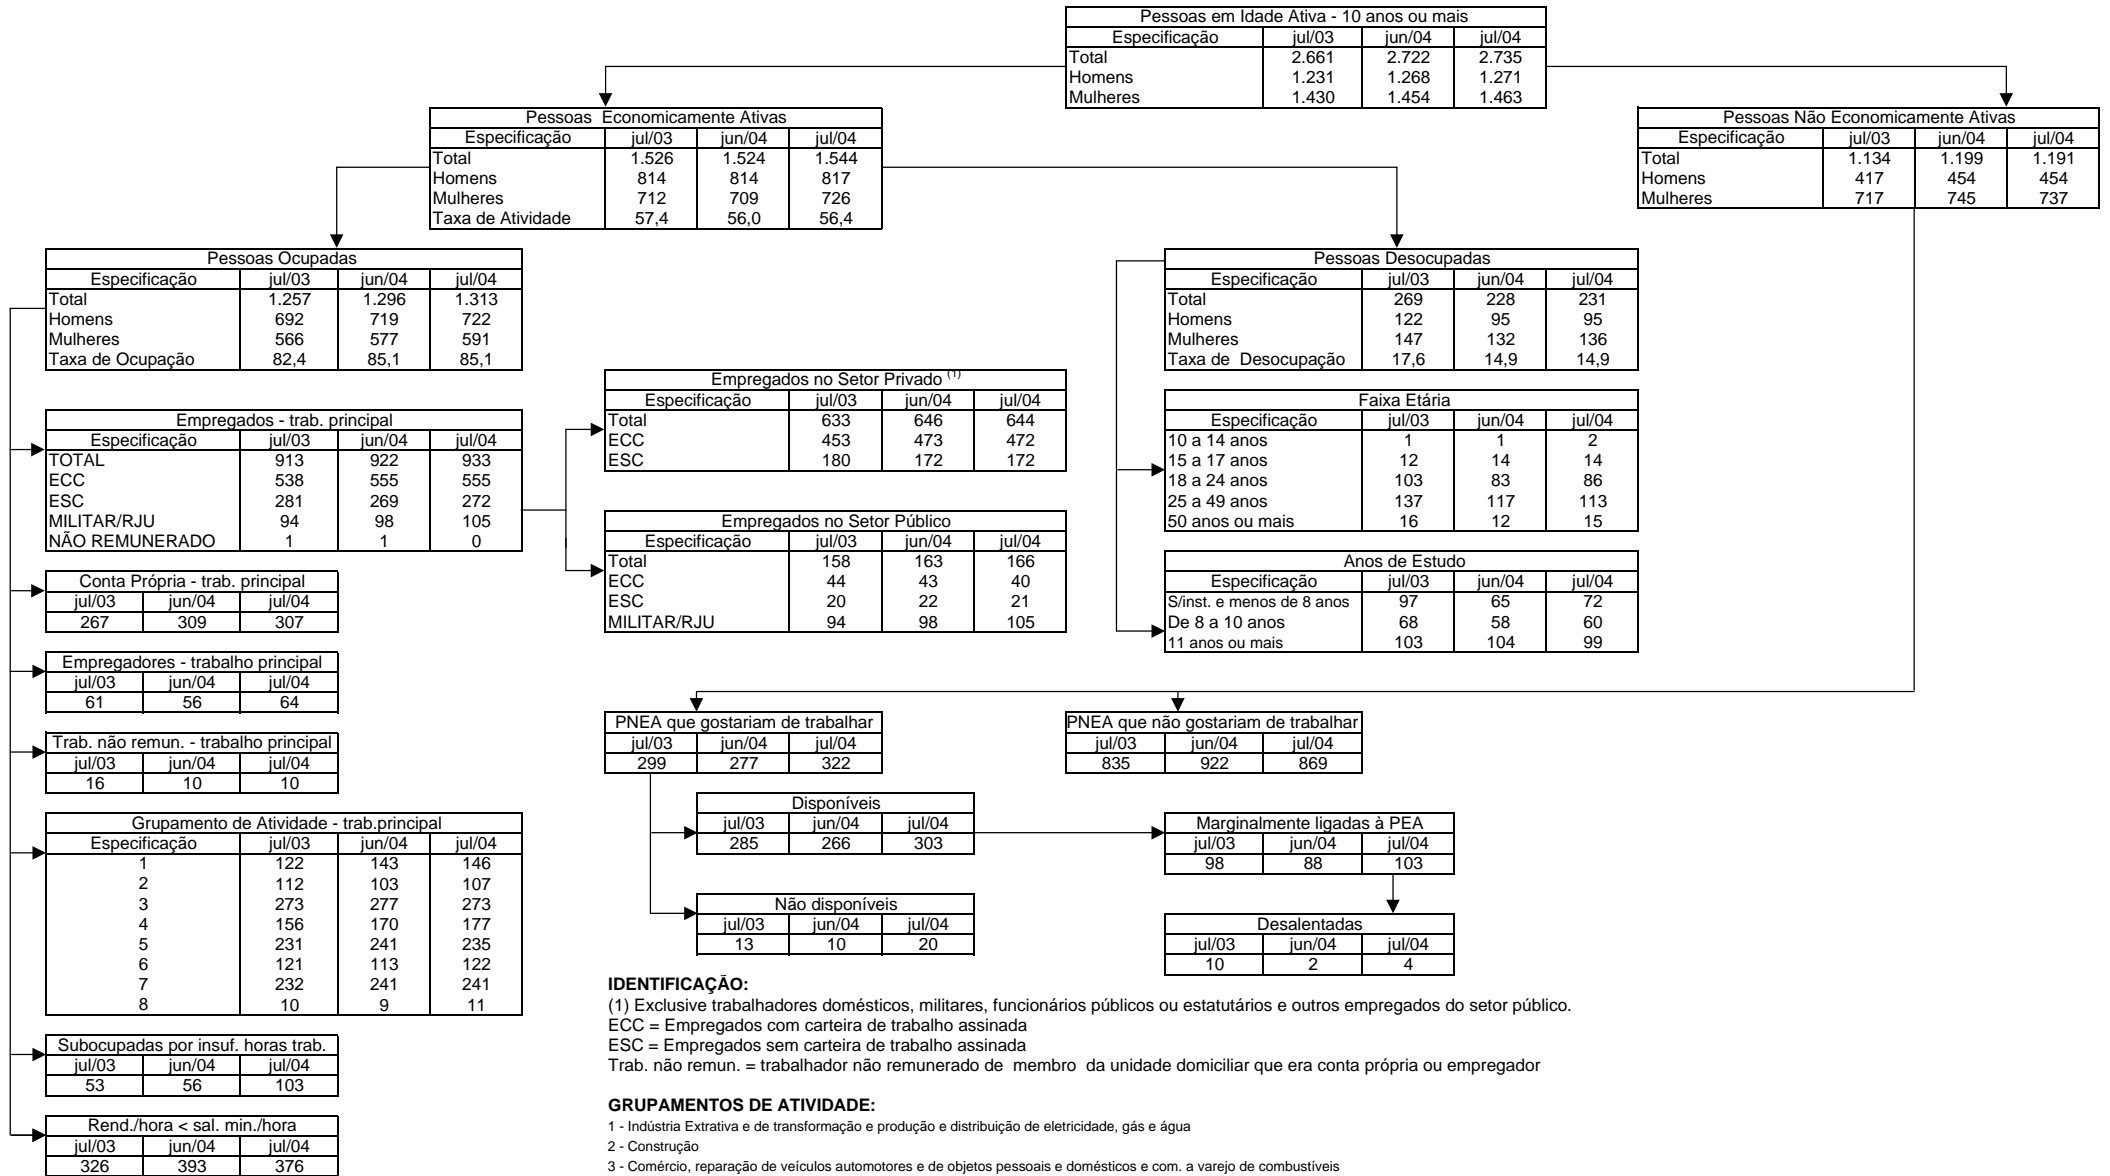 Pessoas em Idade Ativa - 10 anos ou mais
Especificação jul/03 jun/04 jul/04
Total 2.661 2.722 2.735
Homens 1.231 1.268 1.271
Mulheres 1.430 1.454 1.463
Pessoas Economicamente Ativas
Especificação jul/03 jun/04 jul/04
Total 1.526 1.524 1.544
Homens 814 814 817
Mulheres 712 709 726
Taxa de Atividade 57,4 56,0 56,4
Pessoas Não Economicamente Ativas
Especificação jul/03 jun/04 jul/04
Total 1.134 1.199 1.191
Homens 417 454 454
Mulheres 717 745 737
Pessoas Ocupadas
Especificação jul/03 jun/04 jul/04
Total 1.257 1.296 1.313
Homens 692 719 722
Mulheres 566 577 591
Taxa de Ocupação 82,4 85,1 85,1
Pessoas Desocupadas
Especificação jul/03 jun/04 jul/04
Total 269 228 231
Homens 122 95 95
Mulheres 147 132 136
Taxa de Desocupação 17,6 14,9 14,9
Empregados - trab. principal
Especificação jul/03 jun/04 jul/04
TOTAL 913 922 933
ECC 538 555 555
ESC 281 269 272
MILITAR/RJU 94 98 105
NÃO REMUNERADO 1 1 0
Empregados no Setor Privado (1)
Especificação jul/03 jun/04 jul/04
Total 633 646 644
ECC 453 473 472
ESC 180 172 172
Empregados no Setor Público
Especificação jul/03 jun/04 jul/04
Total 158 163 166
ECC 44 43 40
ESC 20 22 21
MILITAR/RJU 94 98 105
Faixa Etária
Especificação jul/03 jun/04 jul/04
10 a 14 anos 1 1 2
15 a 17 anos 12 14 14
18 a 24 anos 103 83 86
25 a 49 anos 137 117 113
50 anos ou mais 16 12 15
Anos de Estudo
Especificação jul/03 jun/04 jul/04
S/inst. e menos de 8 anos 97 65 72
De 8 a 10 anos 68 58 60
11 anos ou mais 103 104 99
Conta Própria - trab. principal
jul/03 jun/04 jul/04
267 309 307
Empregadores - trabalho principal
jul/03 jun/04 jul/04
61 56 64
Trab. não remun. - trabalho principal
jul/03 jun/04 jul/04
16 10 10
PNEA que gostariam de trabalhar
jul/03 jun/04 jul/04
299 277 322
PNEA que não gostariam de trabalhar
jul/03 jun/04 jul/04
835 922 869
Disponíveis
jul/03 jun/04 jul/04
285 266 303
Marginalmente ligadas à PEA
jul/03 jun/04 jul/04
98 88 103
Não disponíveis
jul/03 jun/04 jul/04
13 10 20
Desalentadas
jul/03 jun/04 jul/04
10 2 4
Grupamento de Atividade - trab.principal
Especificação jul/03 jun/04 jul/04
1 122 143 146
2 112 103 107
3 273 277 273
4 156 170 177
5 231 241 235
6 121 113 122
7 232 241 241
8 10 9 11
Subocupadas por insuf. horas trab.
jul/03 jun/04 jul/04
53 56 103
Rend./hora < sal. min./hora
jul/03 jun/04 jul/04
326 393 376
IDENTIFICAÇÃO:
(1) Exclusive trabalhadores domésticos, militares, funcionários públicos ou estatutários e outros empregados do setor público.
ECC = Empregados com carteira de trabalho assinada
ESC = Empregados sem carteira de trabalho assinada
Trab. não remun. = trabalhador não remunerado de membro da unidade domiciliar que era conta própria ou empregador
GRUPAMENTOS DE ATIVIDADE:
1 - Indústria Extrativa e de transformação e produção e distribuição de eletricidade, gás e água
2 - Construção
3 - Comércio, reparação de veículos automotores e de objetos pessoais e domésticos e com. a varejo de combustíveis